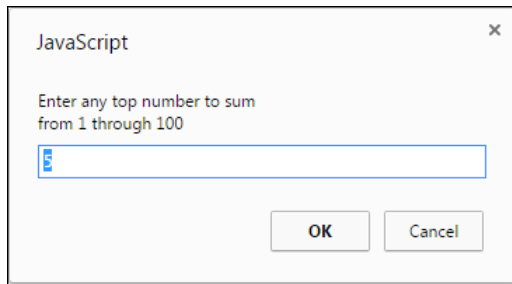 JavaScript
Enter any top number to sum
from 1 through 100
5
OK
Cancel